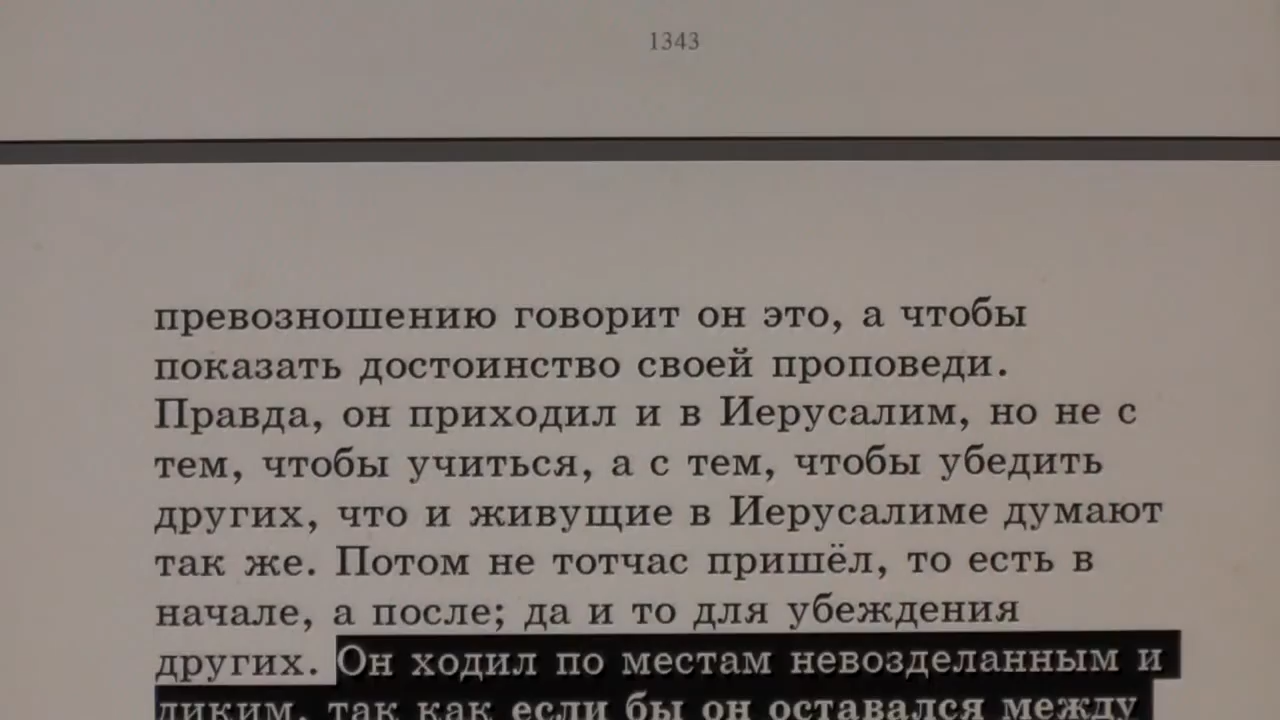 1343
превозношению говорит он это, а чтобы
показать достоинство своей проповеди.
Правда, он приходил и в Иерусалим, но не с
тем, чтобы учиться, а с тем, чтобы убедить
других, что и живущие в Иерусалиме думают
так же. Потом не тотчас пришёл, то есть в
начале, а после; да и то для убеждения
других. Он ходил по местам невозделанным и
диким, так как если бы он оставался между